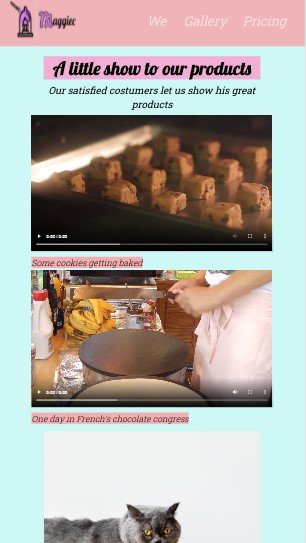 Maggiec
We Gallery Pricing
A little show to our products
Our satisfied costumers let us show his great
products
0:00 / 0:00
Some cookies getting baked
0:00 / 0:00
One day in French's chocolate congress